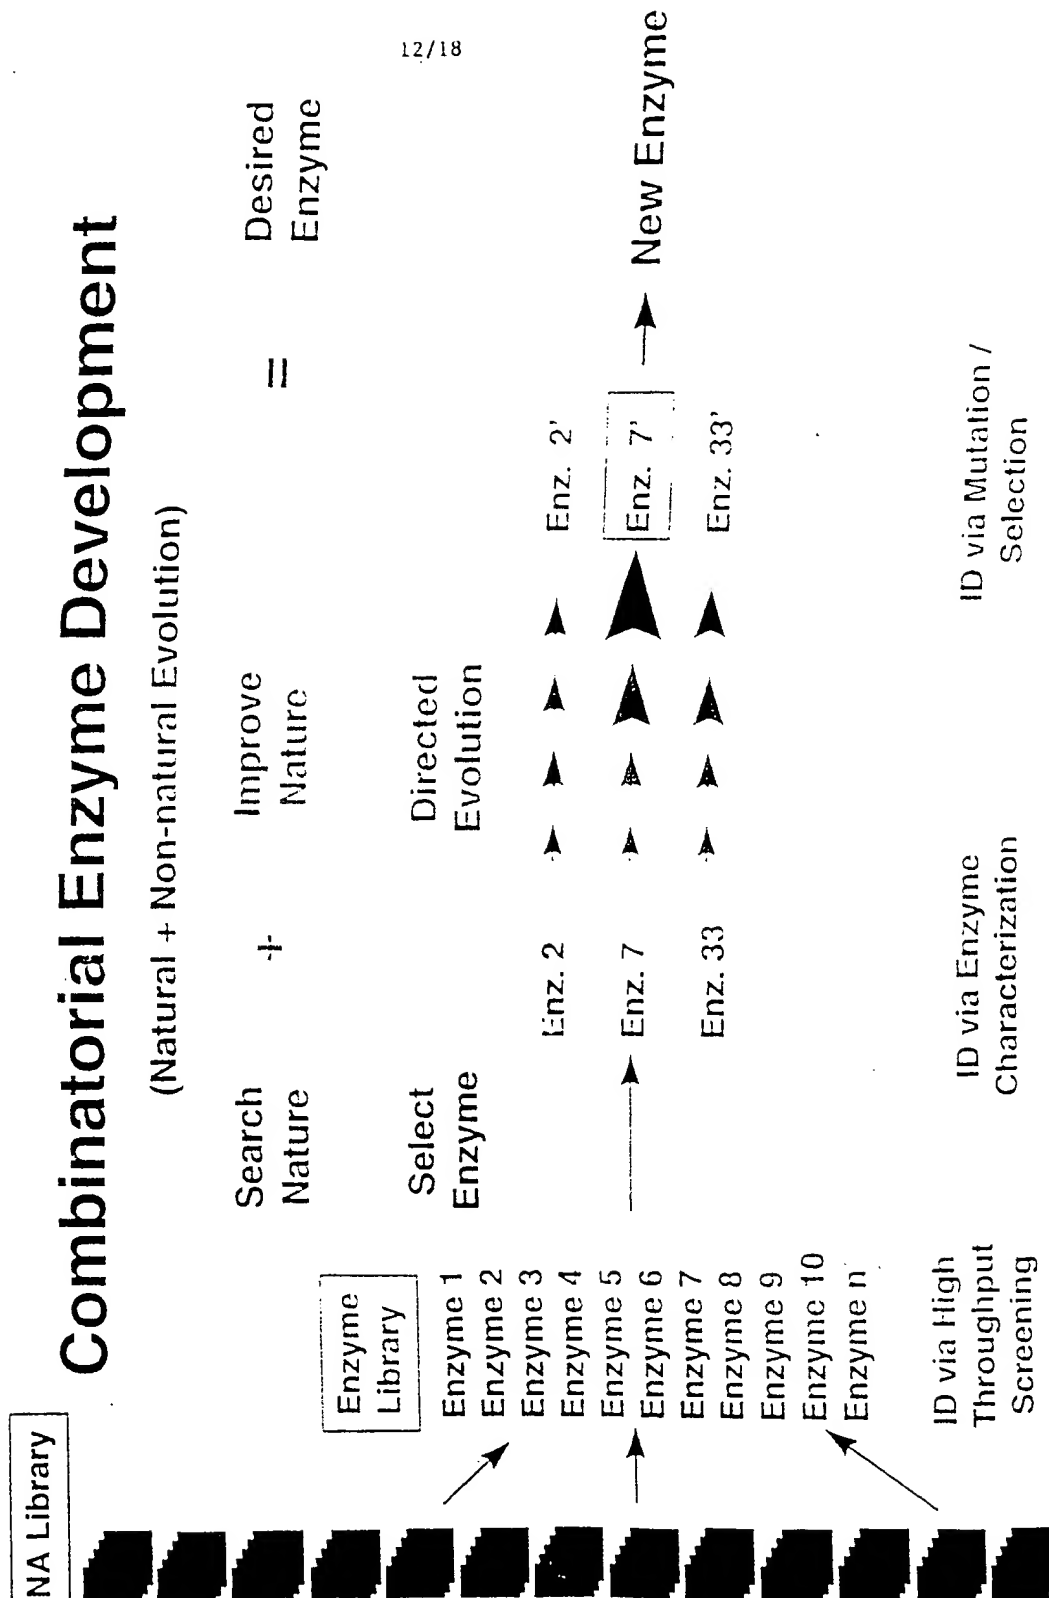 12/18
NA Library
Combinatorial Enzyme Development
(Natural + Non-natural Evolution)
Search
Nature
+
Improve
Nature
=
Desired
Enzyme
Enzyme
Library
Select
Enzyme
Directed
Evolution
Enzyme 1
Enzyme 2
Enzyme 3
Enzyme 4
Enzyme 5
Enzyme 6
Enzyme 7
Enzyme 8
Enzyme 9
Enzyme 10
Enzyme n
Enz. 2
Enz. 7
Enz. 33
Enz. 2'
Enz. 7'
Enz. 33'
New Enzyme
ID via High
Throughput
Screening
ID via Enzyme
Characterization
ID via Mutation /
Selection